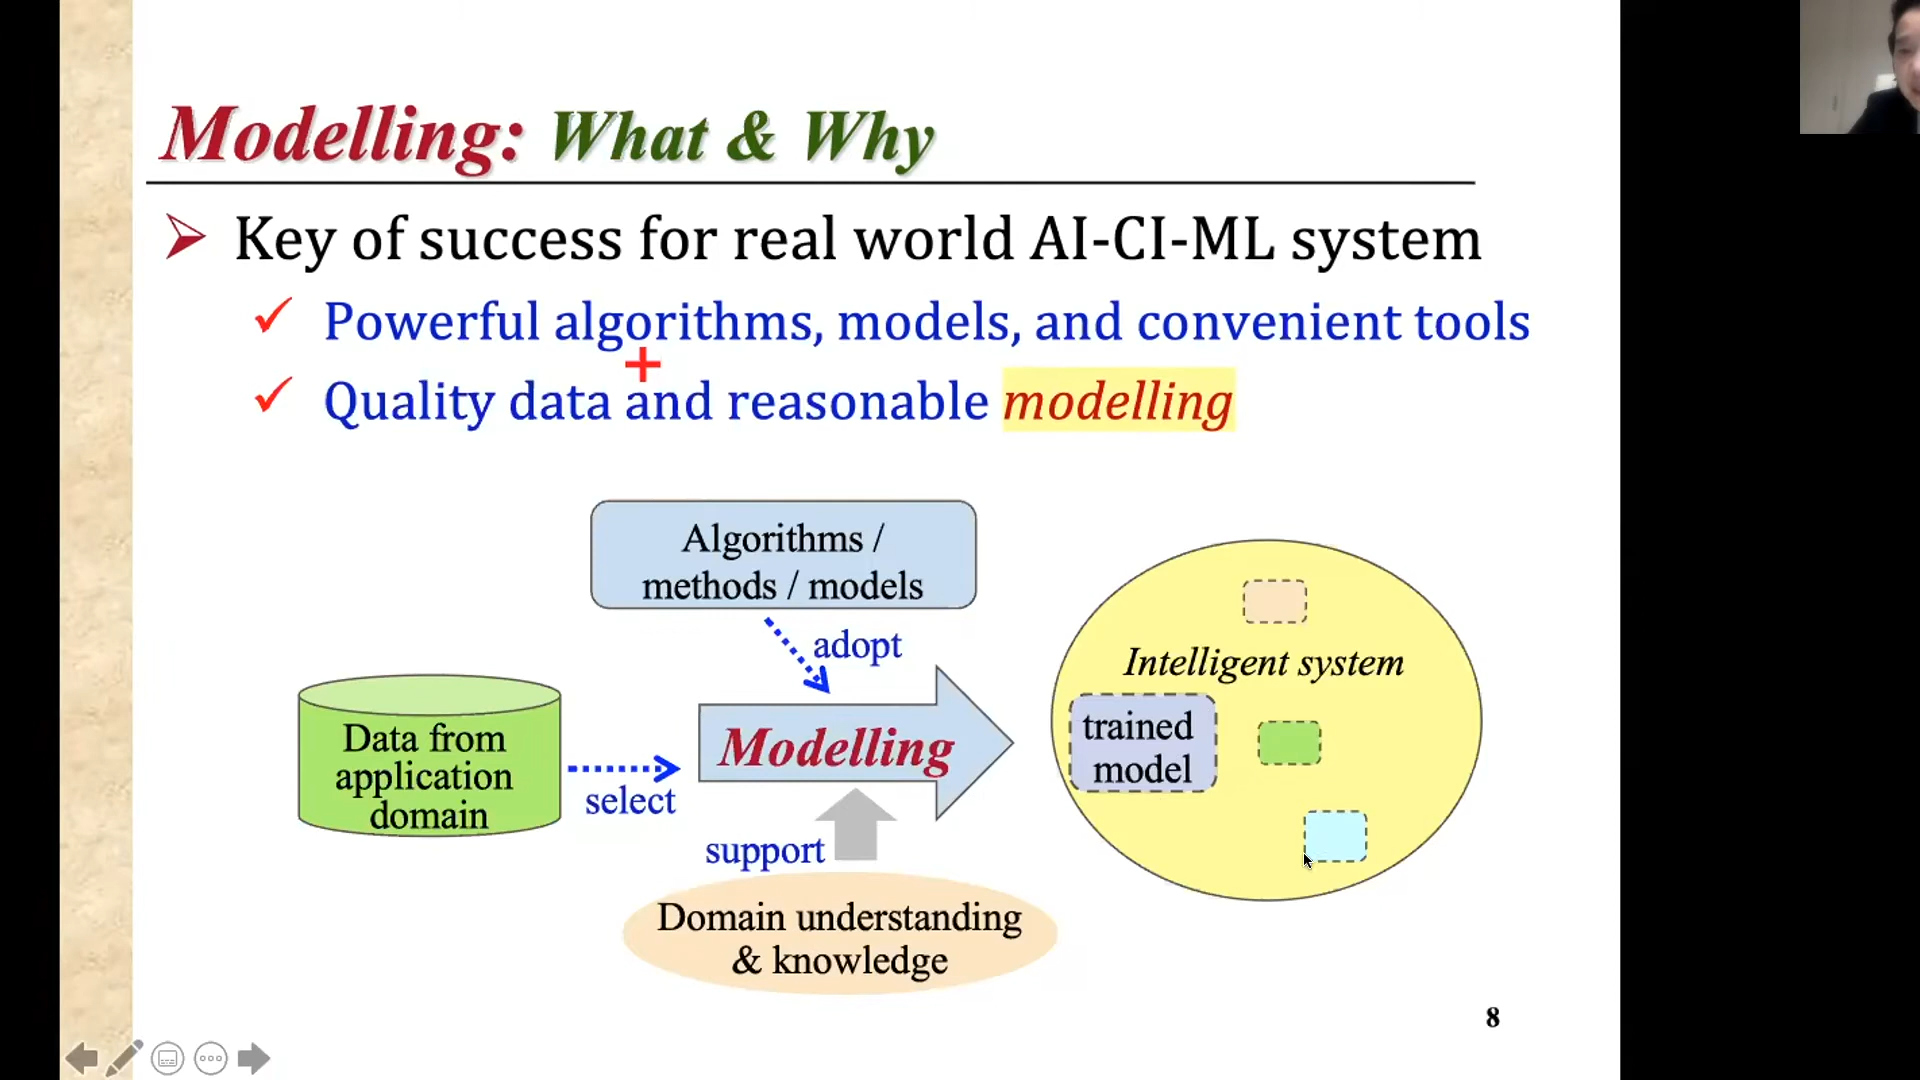 Modelling: What & Why
Key of success for real world AI-CI-ML system
Powerful algorithms, models, and convenient tools
+
Quality data and reasonable modelling
Algorithms /
methods / models
adopt
Intelligent system
Data from
application
domain
select
Modelling
trained
model
support
Domain understanding
& knowledge
8